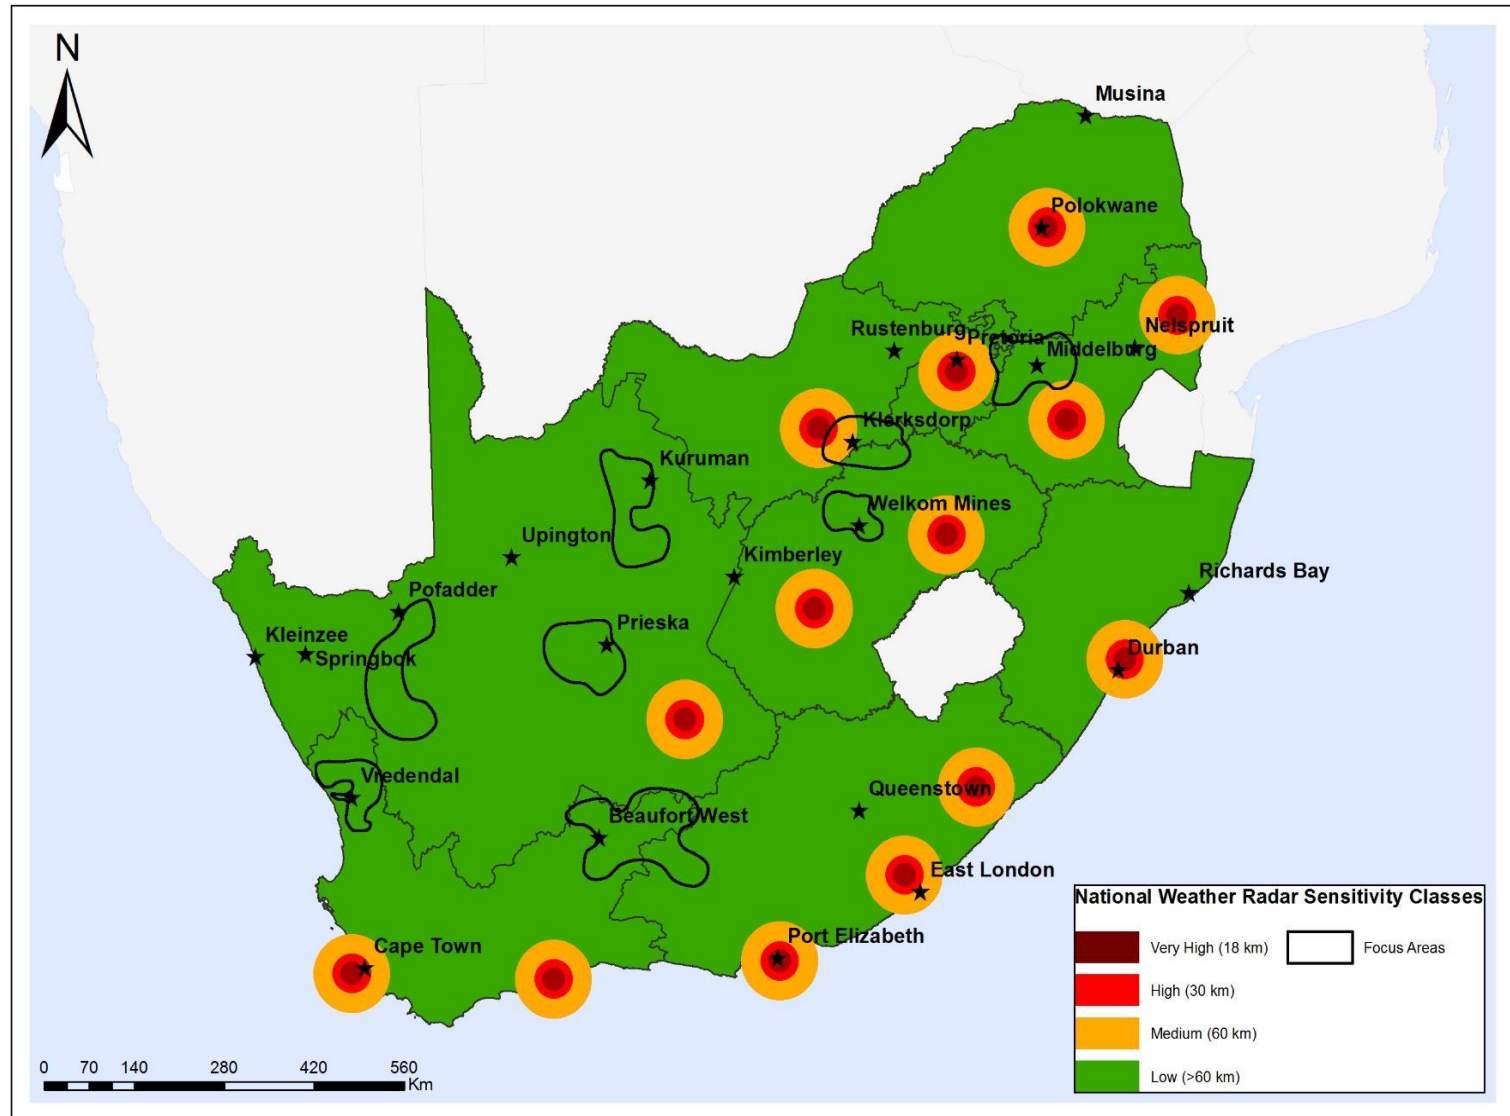 N
Musina
Polokwane
Nelspruit
Rustenburg
Pretoria
Middelburg
Klerksdorp
Kuruman
Welkom Mines
Upington
Kimberley
Richards Bay
Pofadder
Prieska
Kleinzee
Springbok
Durban
Vredendal
Queenstown
Beaufort West
East London
Port Elizabeth
Cape Town
National Weather Radar Sensitivity Classes
Very High (18 km)
Focus Areas
High (30 km)
Medium (60 km)
Low (>60 km)
0 70 140 280 420 560
Km